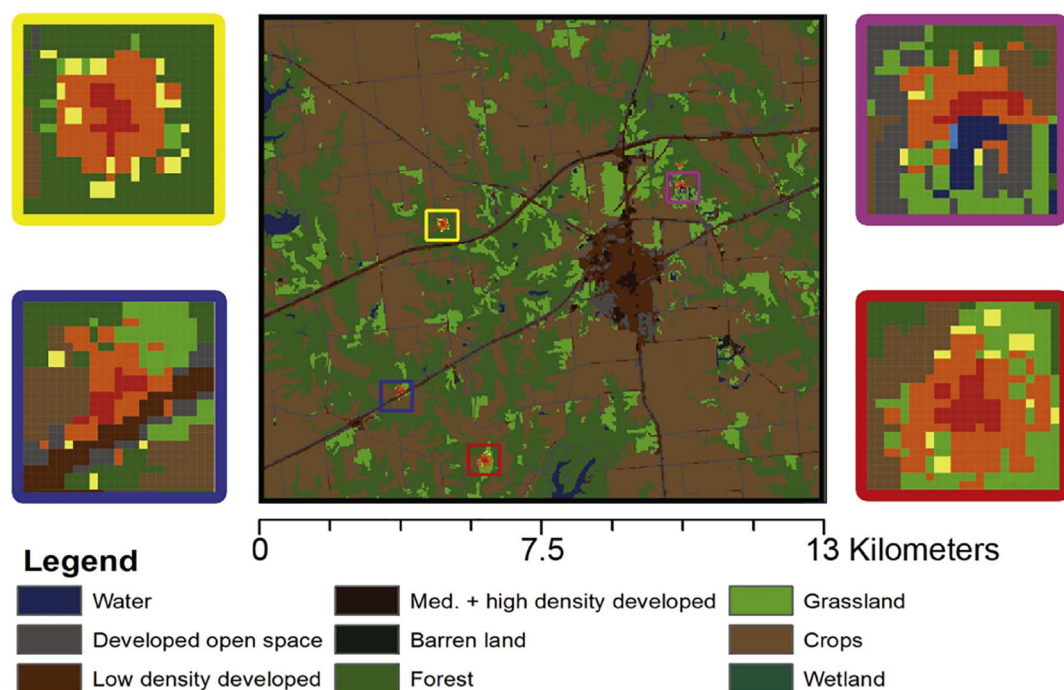 0 7.5 13 Kilometers
Legend
Water Med. + high density developed Grassland
Developed open space Barren land Crops
Low density developed Forest Wetland